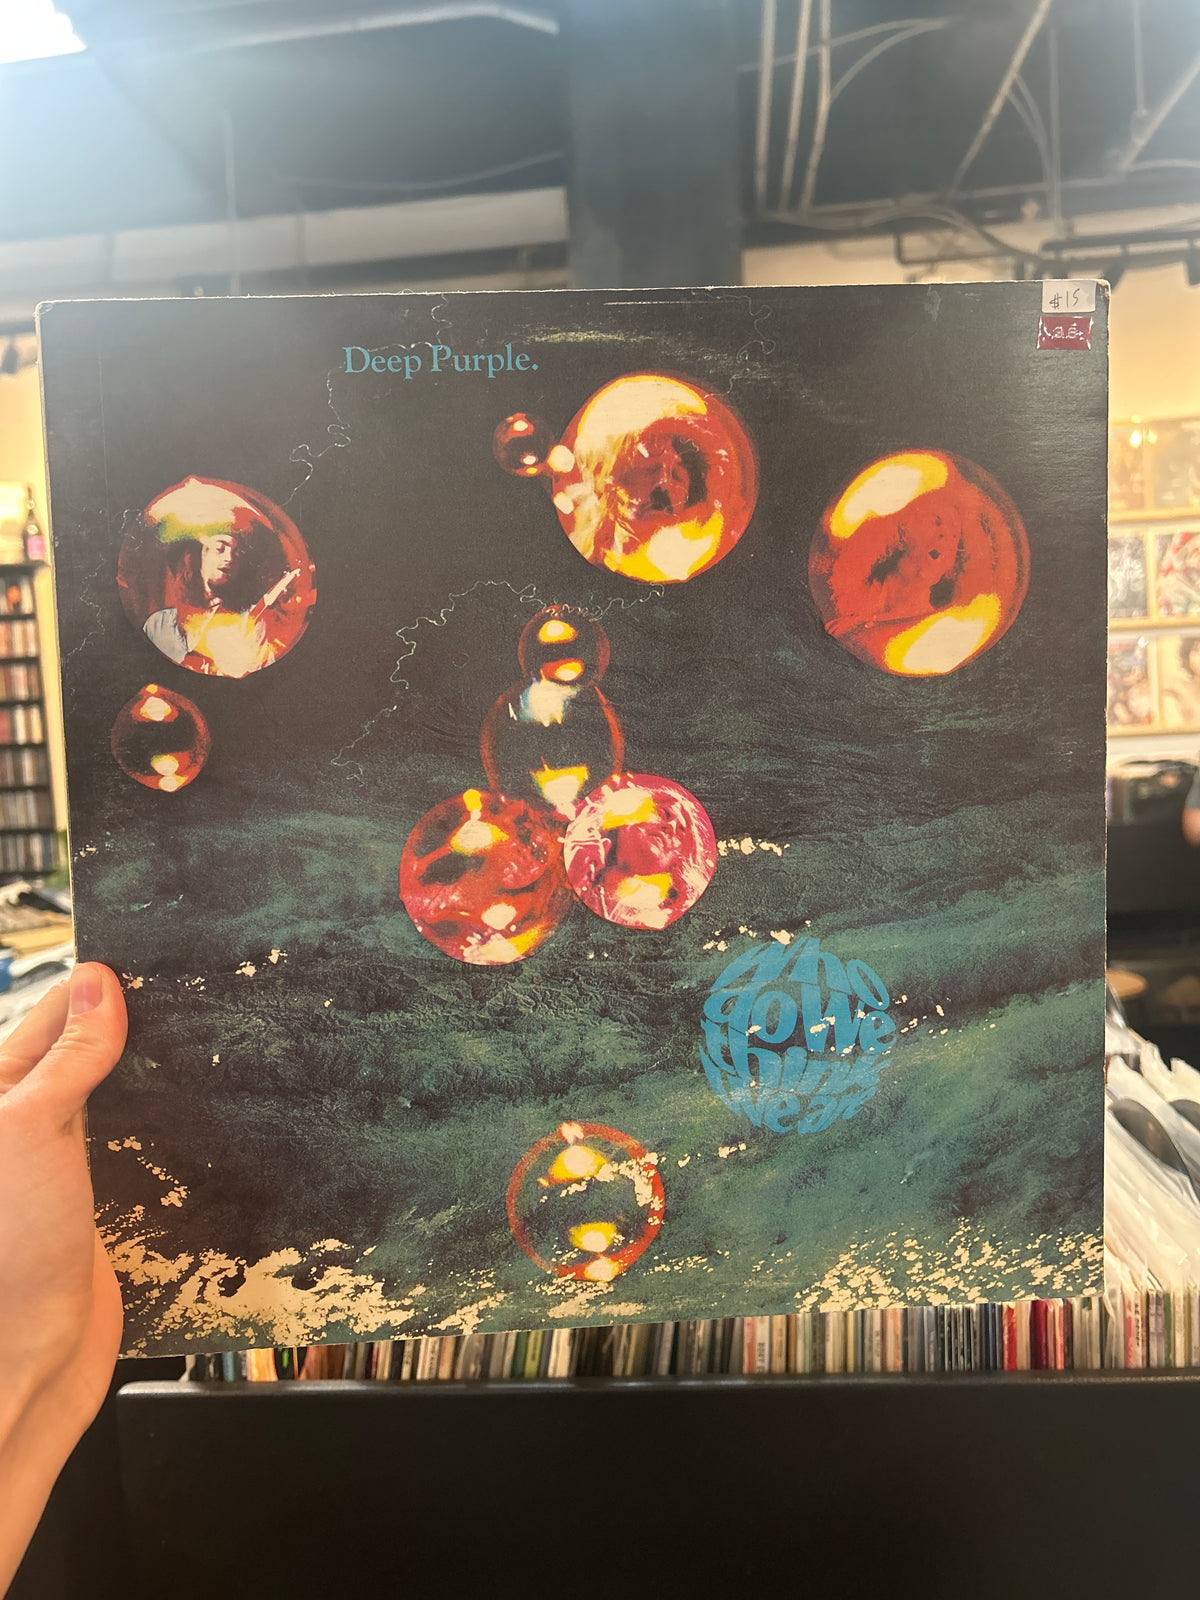 $15
a.s.
Deep Purple.
Who
do We
think
We are